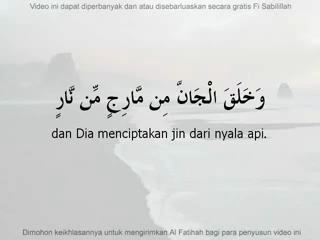 Video ini dapat diperbanyak dan atau disebarluaskan secara gratis Fi Sabilillah
وَخَلَقَ الْجَانَّ مِن مَّارِجٍ مِّن نَّارٍ
dan Dia menciptakan jin dari nyala api.
Dimohon keikhlasannya untuk mengirimkan Al Fatihah bagi para penyusun video ini